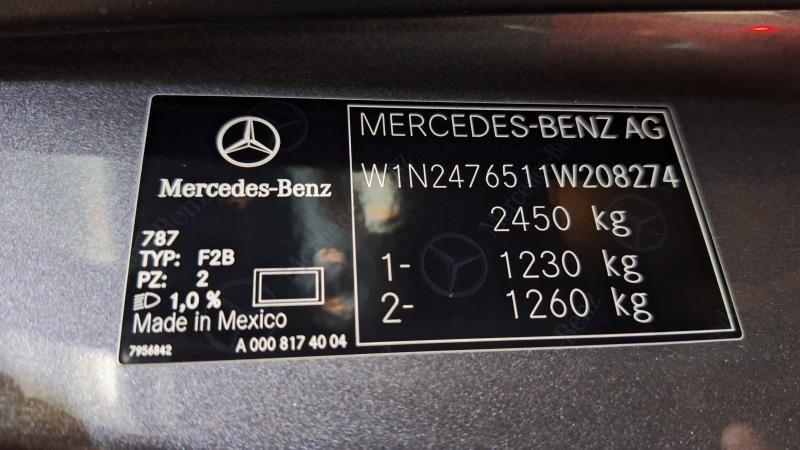 Mercedes-Benz
787
TYP: F2B
PZ: 2
1,0 %
Made in Mexico
7956842
A 000 817 40 04
MERCEDES-BENZ AG
W1N2476511W208274
2450 kg
1- 1230 kg
2- 1260 kg